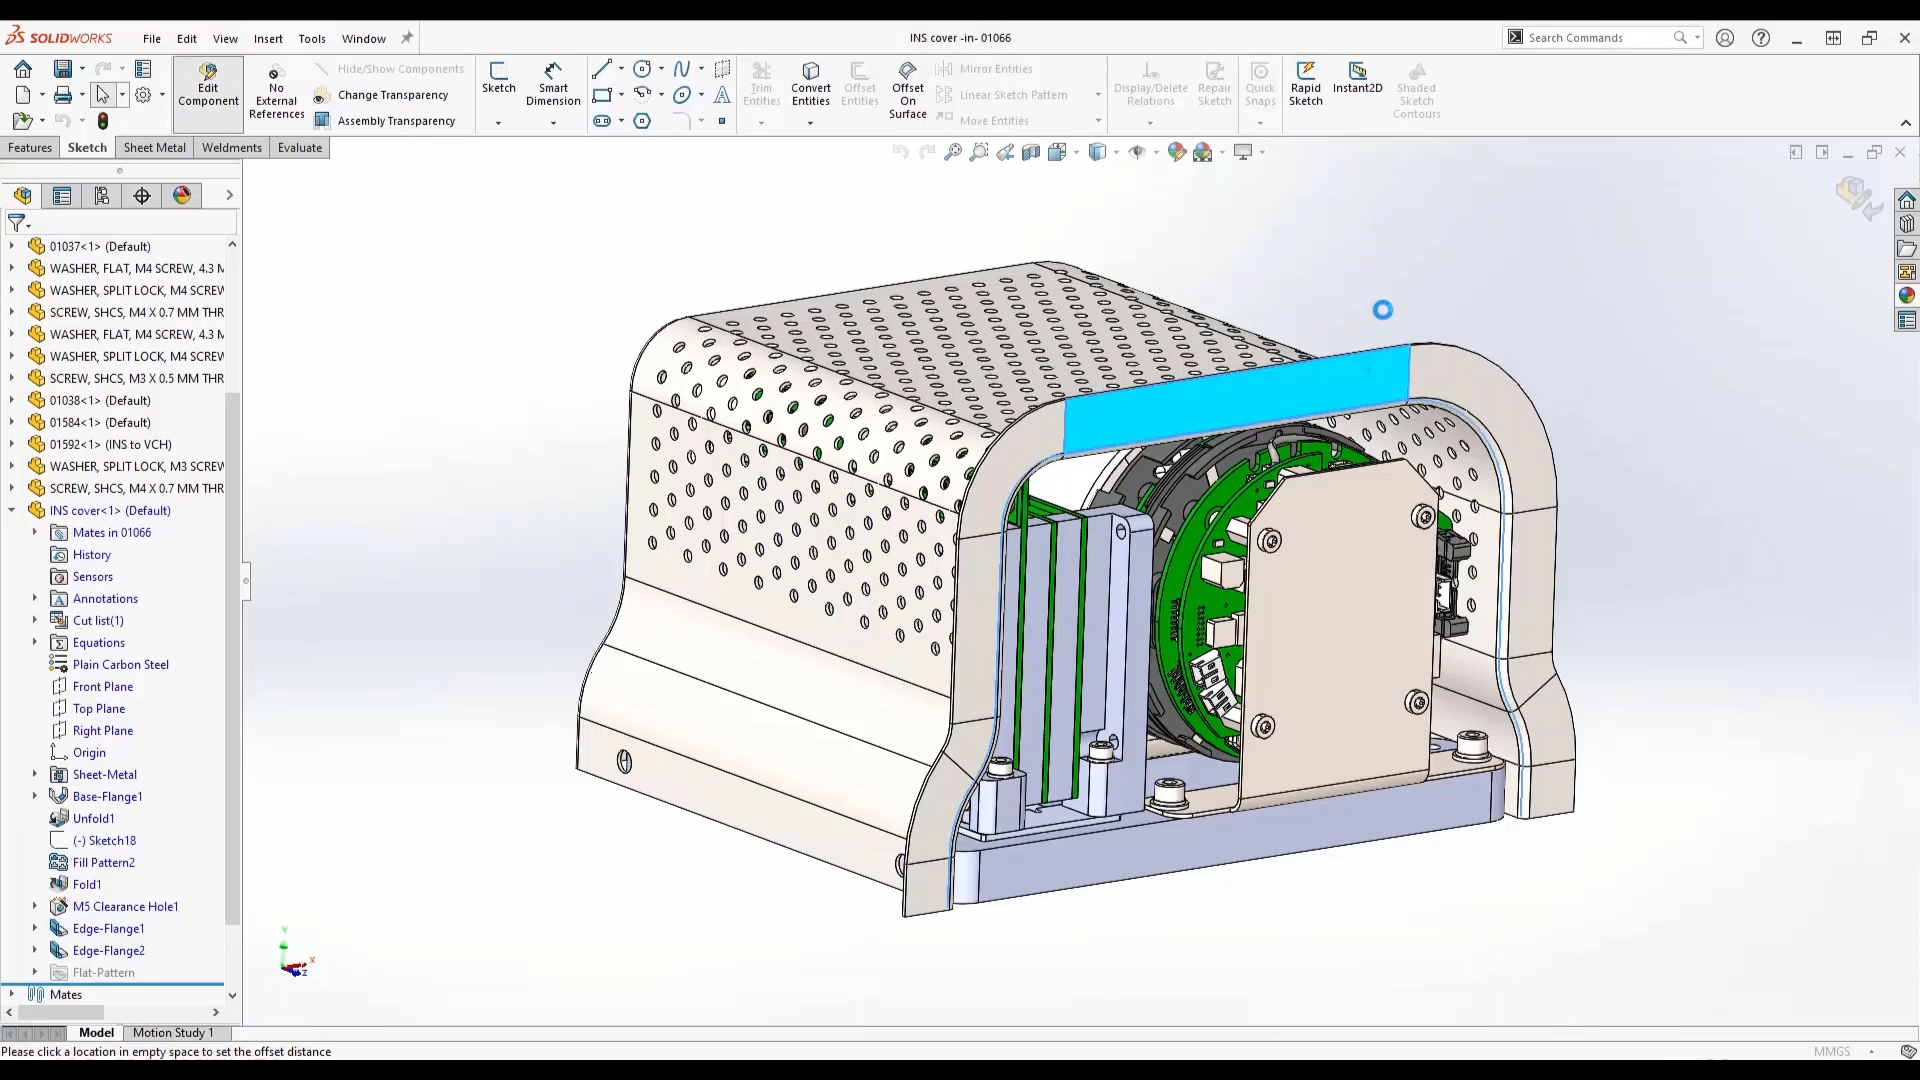 SOLIDWORKS File Edit View Insert Tools Window INS cover -in- 01066 Search Commands
Edit Component
No External References
Hide/Show Components
Change Transparency
Assembly Transparency
Sketch
Smart Dimension
Trim Entities
Convert Entities
Offset Entities
Offset On Surface
Mirror Entities
Linear Sketch Pattern
Move Entities
Display/Delete Relations
Repair Sketch
Quick Snaps
Rapid Sketch
Instant2D
Shaded Sketch Contours
Features Sketch Sheet Metal Weldments Evaluate
01037<1> (Default)
WASHER, FLAT, M4 SCREW, 4.3 M
WASHER, SPLIT LOCK, M4 SCREW
SCREW, SHCS, M4 X 0.7 MM THR
WASHER, FLAT, M4 SCREW, 4.3 M
WASHER, SPLIT LOCK, M4 SCREW
SCREW, SHCS, M3 X 0.5 MM THR
01038<1> (Default)
01584<1> (Default)
01592<1> (INS to VCH)
WASHER, SPLIT LOCK, M3 SCREW
SCREW, SHCS, M4 X 0.7 MM THR
INS cover<1> (Default)
Mates in 01066
History
Sensors
Annotations
Cut list(1)
Equations
Plain Carbon Steel
Front Plane
Top Plane
Right Plane
Origin
Sheet-Metal
Base-Flange1
Unfold1
(-) Sketch18
Fill Pattern2
Fold1
M5 Clearance Hole1
Edge-Flange1
Edge-Flange2
Flat-Pattern
Mates
Y
X
Z
Model Motion Study 1
Please click a location in empty space to set the offset distance MMGS